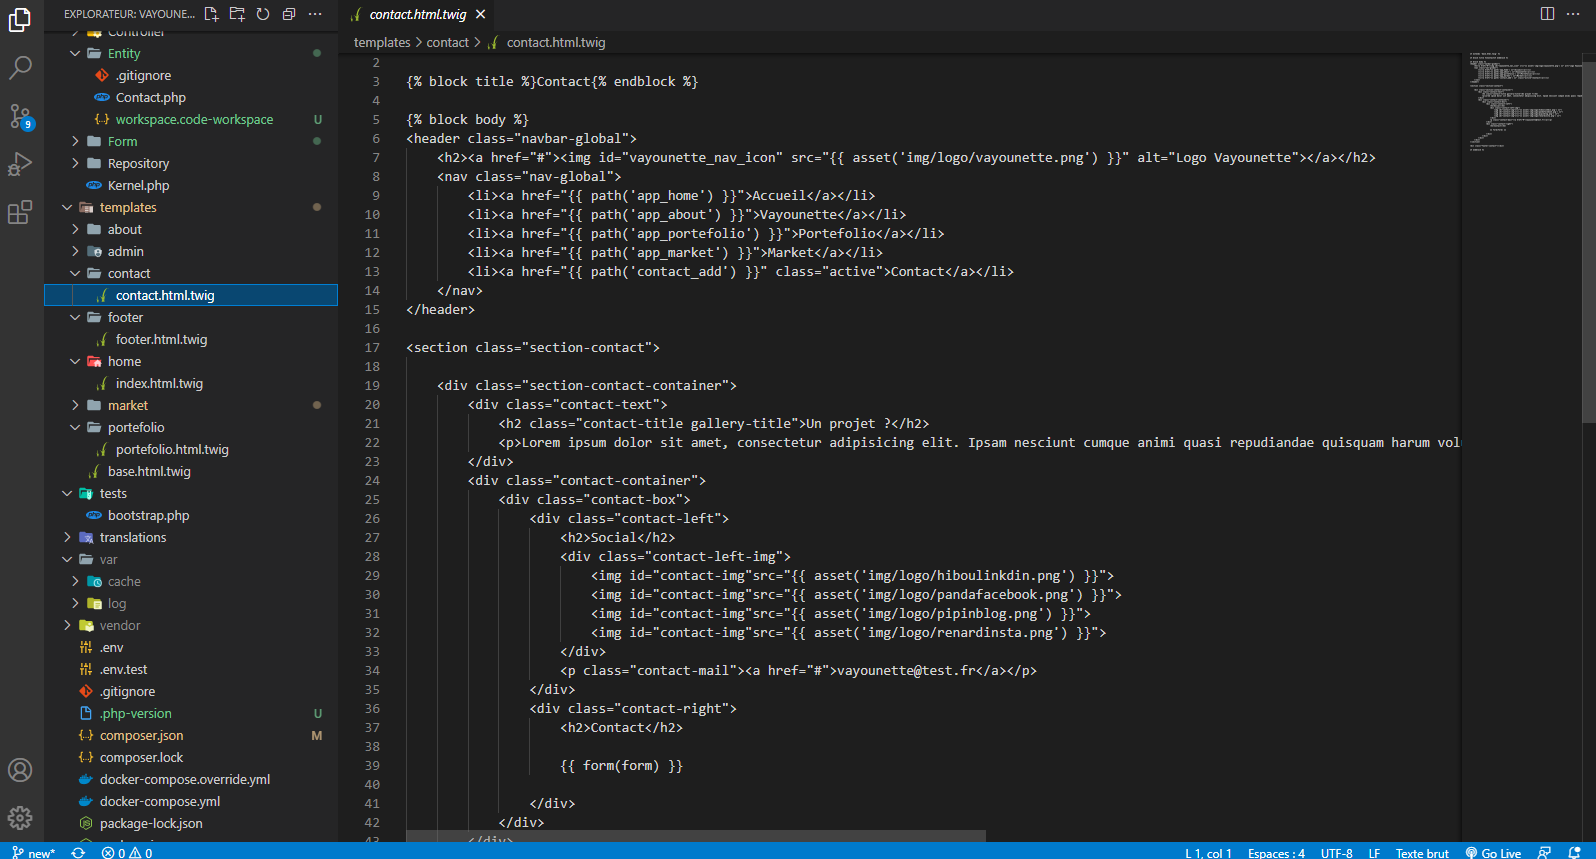 EXPLORATEUR: VAYOUNE...
Controller
Entity
.gitignore
Contact.php
workspace.code-workspace U
Form
Repository
Kernel.php
templates
about
admin
contact
contact.html.twig
footer
footer.html.twig
home
index.html.twig
market
portefolio
portefolio.html.twig
base.html.twig
tests
bootstrap.php
translations
var
cache
log
vendor
.env
.env.test
.gitignore
.php-version U
composer.json M
composer.lock
docker-compose.override.yml
docker-compose.yml
package-lock.json
9
contact.html.twig
templates > contact > contact.html.twig
2
3 {% block title %}Contact{% endblock %}
4
5 {% block body %}
6 <header class="navbar-global">
7 <h2><a href="#"><img id="vayounette_nav_icon" src="{{ asset('img/logo/vayounette.png') }}" alt="Logo Vayounette"></a></h2>
8 <nav class="nav-global">
9 <li><a href="{{ path('app_home') }}">Accueil</a></li>
10 <li><a href="{{ path('app_about') }}">Vayounette</a></li>
11 <li><a href="{{ path('app_portefolio') }}">Portefolio</a></li>
12 <li><a href="{{ path('app_market') }}">Market</a></li>
13 <li><a href="{{ path('contact_add') }}" class="active">Contact</a></li>
14 </nav>
15 </header>
16
17 <section class="section-contact">
18
19 <div class="section-contact-container">
20 <div class="contact-text">
21 <h2 class="contact-title gallery-title">Un projet ?</h2>
22 <p>Lorem ipsum dolor sit amet, consectetur adipisicing elit. Ipsam nesciunt cumque animi quasi repudiandae quisquam harum vol
23 </div>
24 <div class="contact-container">
25 <div class="contact-box">
26 <div class="contact-left">
27 <h2>Social</h2>
28 <div class="contact-left-img">
29 <img id="contact-img"src="{{ asset('img/logo/hiboulinkdin.png') }}">
30 <img id="contact-img"src="{{ asset('img/logo/pandafacebook.png') }}">
31 <img id="contact-img"src="{{ asset('img/logo/pipinblog.png') }}">
32 <img id="contact-img"src="{{ asset('img/logo/renardinsta.png') }}">
33 </div>
34 <p class="contact-mail"><a href="#">vayounette@test.fr</a></p>
35 </div>
36 <div class="contact-right">
37 <h2>Contact</h2>
38
39 {{ form(form) }}
40
41 </div>
42 </div>
43 </div>
new* 0 0 L 1, col 1 Espaces : 4 UTF-8 LF Texte brut Go Live